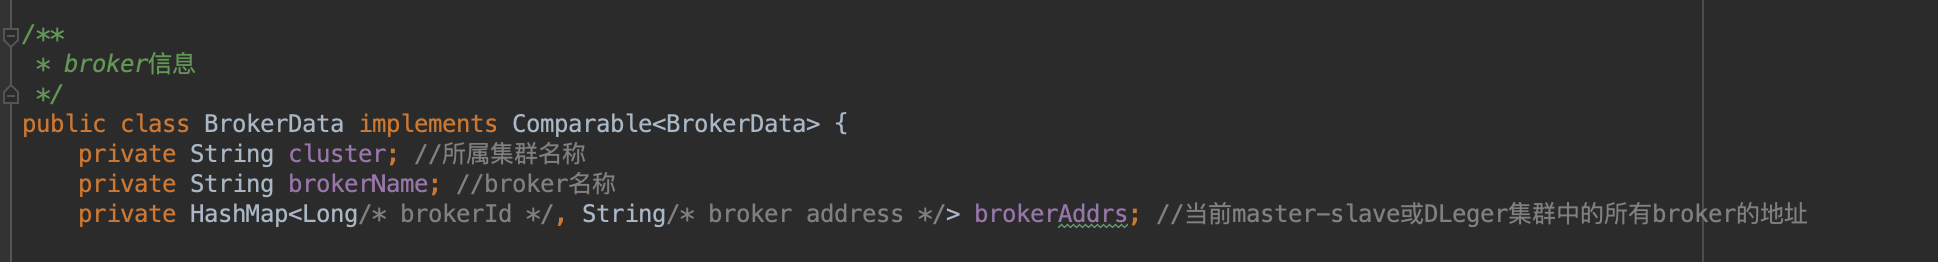 /**
 * broker信息
 */
public class BrokerData implements Comparable<BrokerData> {
    private String cluster; //所属集群名称
    private String brokerName; //broker名称
    private HashMap<Long/* brokerId */, String/* broker address */> brokerAddrs; //当前master-slave或DLeger集群中的所有broker的地址